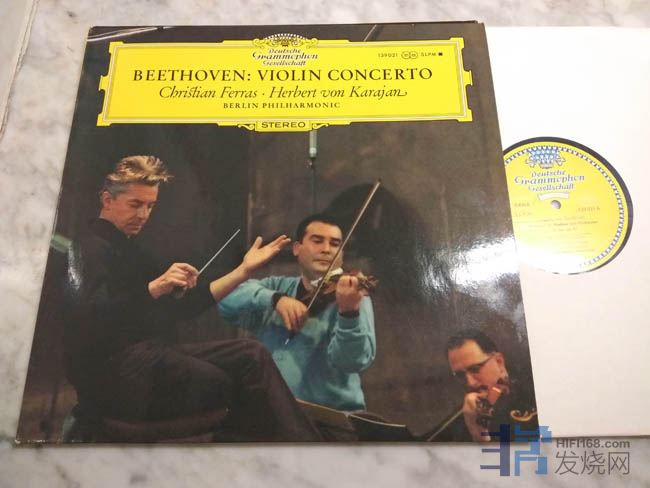 Deutsche
Grammophon
Gesellschaft
139021 SLPM
BEETHOVEN: VIOLIN CONCERTO
Christian Ferras · Herbert von Karajan
BERLIN PHILHARMONIC
STEREO
Deutsche
Grammophon
Gesellschaft
HIFI168.com
发烧网